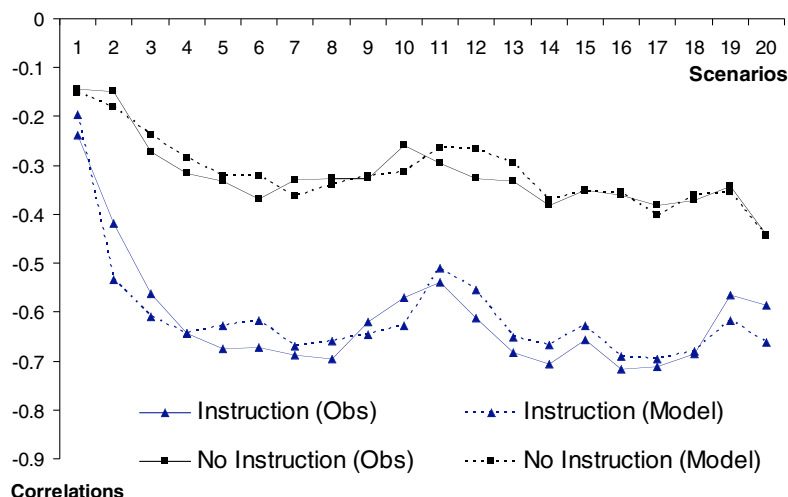 0
1 2 3 4 5 6 7 8 9 10 11 12 13 14 15 16 17 18 19 20
-0.1
Scenarios
-0.2
-0.3
-0.4
-0.5
-0.6
-0.7
-0.8
Instruction (Obs) Instruction (Model)
No Instruction (Obs) No Instruction (Model)
-0.9
Correlations